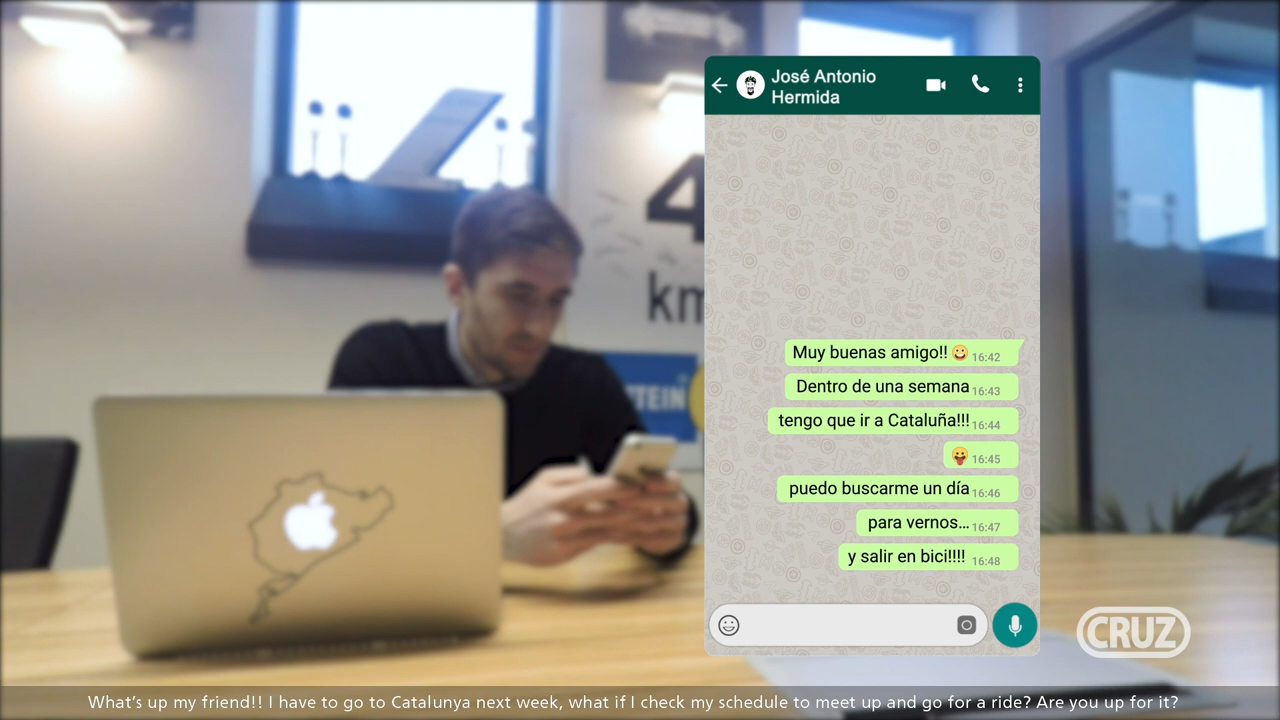 José Antonio
Hermida
4
km
TEIN
Muy buenas amigo!! 😀 16:42
Dentro de una semana 16:43
tengo que ir a Cataluña!!! 16:44
😝 16:45
puedo buscarme un día 16:46
para vernos... 16:47
y salir en bici!!!! 16:48
CRUZ
What's up my friend!! I have to go to Catalunya next week, what if I check my schedule to meet up and go for a ride? Are you up for it?